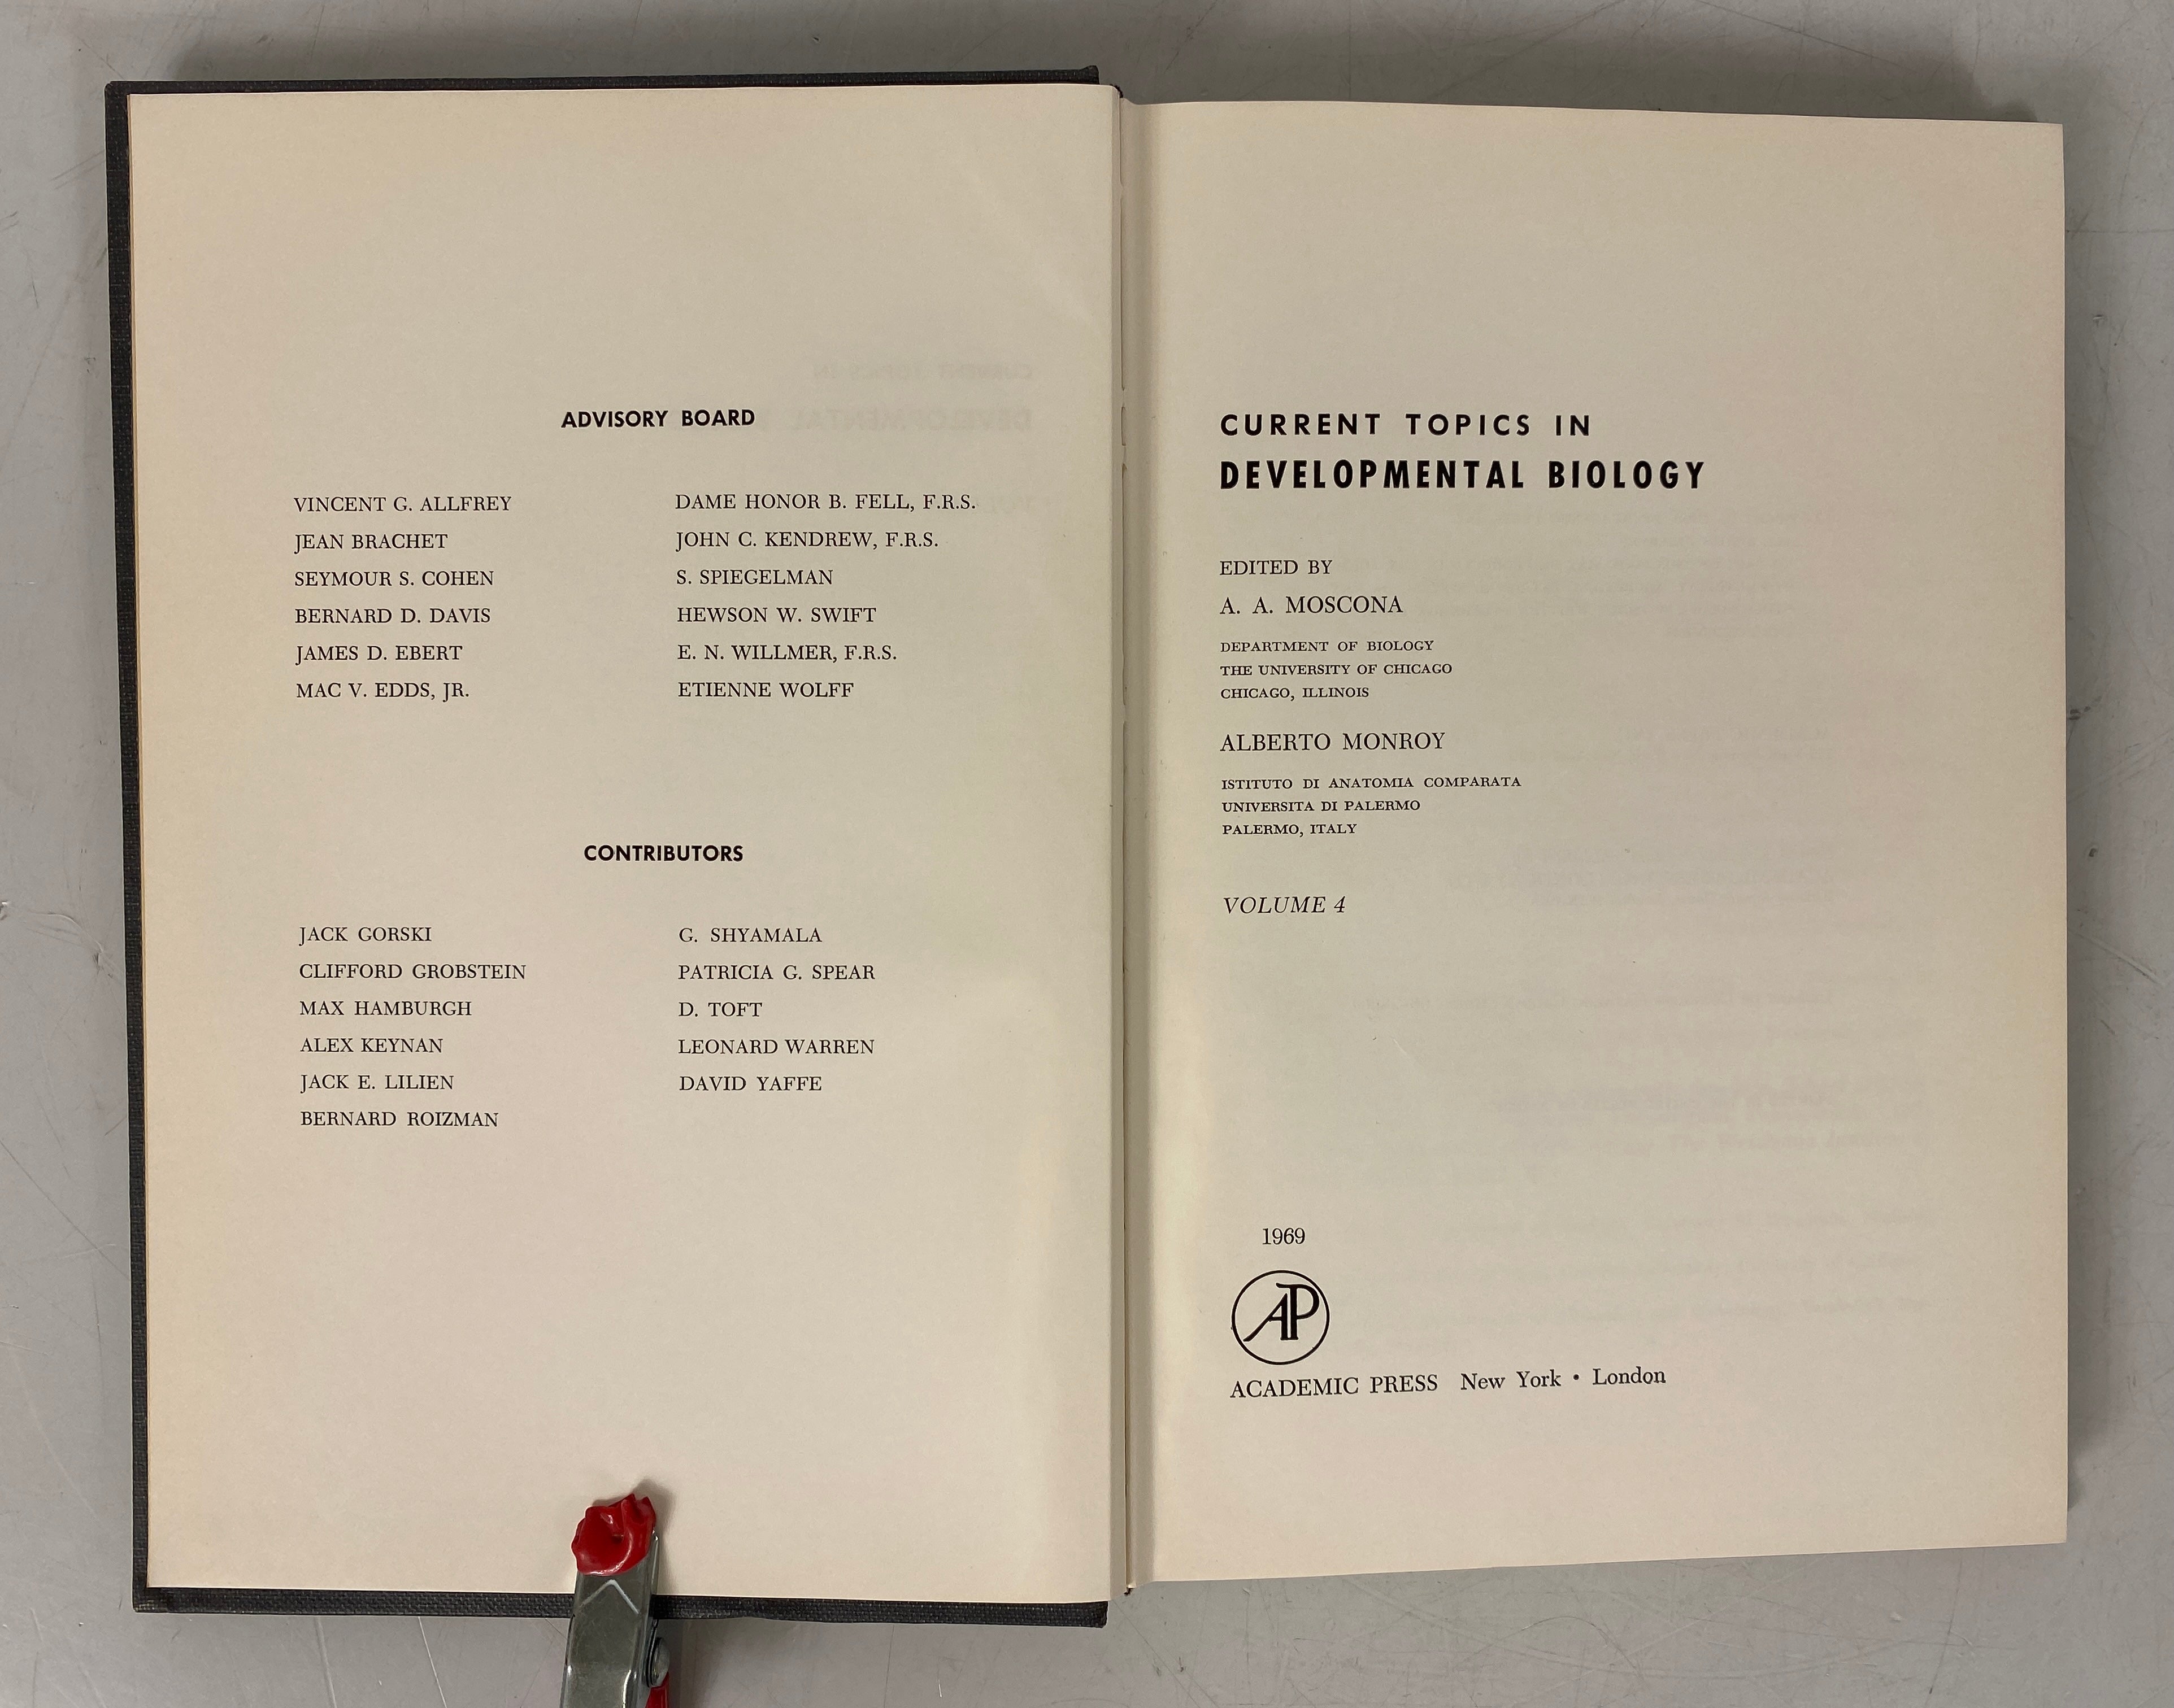 ADVISORY BOARD
VINCENT G. ALLFREY
JEAN BRACHET
SEYMOUR S. COHEN
BERNARD D. DAVIS
JAMES D. EBERT
MAC V. EDDS, JR.
DAME HONOR B. FELL, F.R.S.
JOHN C. KENDREW, F.R.S.
S. SPIEGELMAN
HEWSON W. SWIFT
E. N. WILLMER, F.R.S.
ETIENNE WOLFF
CONTRIBUTORS
JACK GORSKI
CLIFFORD GROBSTEIN
MAX HAMBURGH
ALEX KEYNAN
JACK E. LILIEN
BERNARD ROIZMAN
G. SHYAMALA
PATRICIA G. SPEAR
D. TOFT
LEONARD WARREN
DAVID YAFFE
CURRENT TOPICS IN
DEVELOPMENTAL BIOLOGY
EDITED BY
A. A. MOSCONA
DEPARTMENT OF BIOLOGY
THE UNIVERSITY OF CHICAGO
CHICAGO, ILLINOIS
ALBERTO MONROY
ISTITUTO DI ANATOMIA COMPARATA
UNIVERSITA DI PALERMO
PALERMO, ITALY
VOLUME 4
1969
AP
ACADEMIC PRESS New York • London